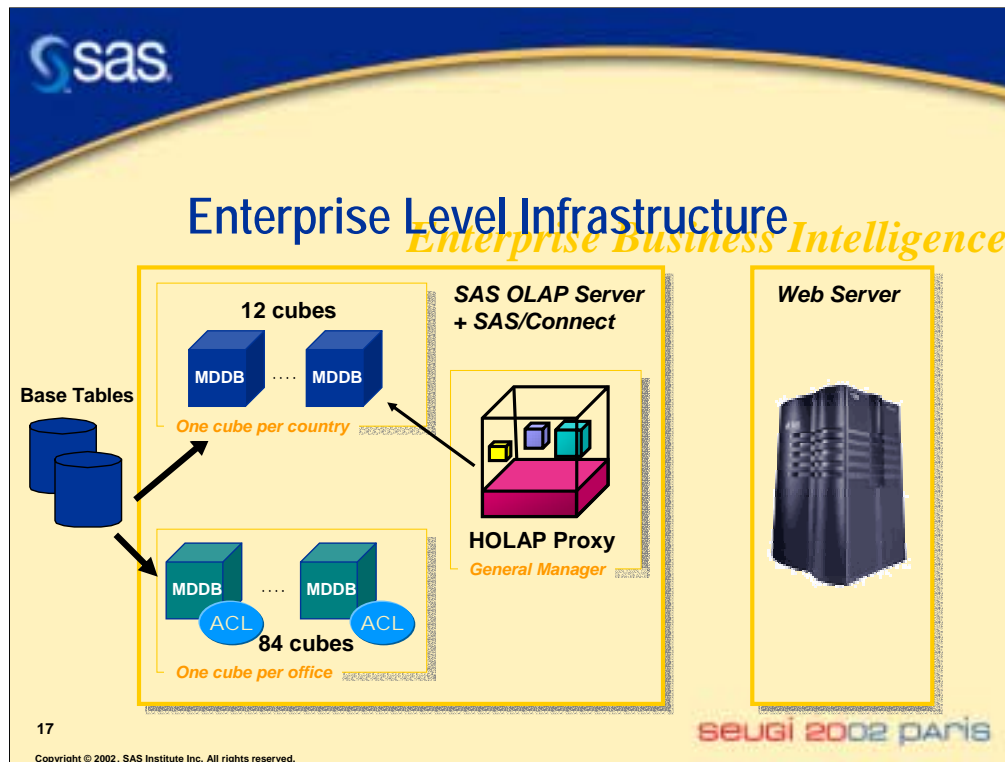 sas.
Enterprise Level Infrastructure
Enterprise Business Intelligence
12 cubes
MDDB .... MDDB
One cube per country
SAS OLAP Server
+ SAS/Connect
Web Server
Base Tables
HOLAP Proxy
General Manager
MDDB .... MDDB
ACL ACL
84 cubes
One cube per office
17
seugi 2002 paris
Copyright © 2002, SAS Institute Inc. All rights reserved.